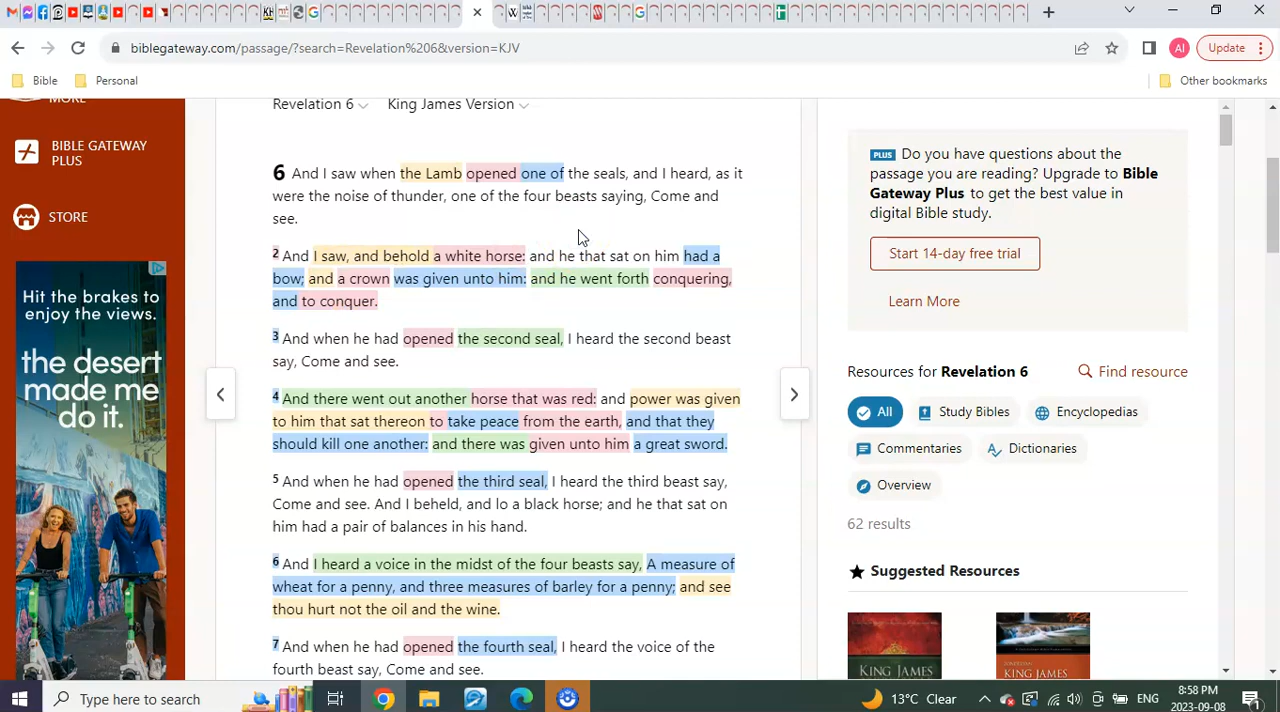 biblegateway.com/passage/?search=Revelation%206&version=KJV
AI
Update
Bible
Personal
Other bookmarks
MORE
BIBLE GATEWAY
PLUS
STORE
Hit the brakes to
enjoy the views.
the desert
made me
do it.
Revelation 6
King James Version
6 And I saw when the Lamb opened one of the seals, and I heard, as it
were the noise of thunder, one of the four beasts saying, Come and
see.
2 And I saw, and behold a white horse: and he that sat on him had a
bow; and a crown was given unto him: and he went forth conquering,
and to conquer.
3 And when he had opened the second seal, I heard the second beast
say, Come and see.
4 And there went out another horse that was red: and power was given
to him that sat thereon to take peace from the earth, and that they
should kill one another: and there was given unto him a great sword.
5 And when he had opened the third seal, I heard the third beast say,
Come and see. And I beheld, and lo a black horse; and he that sat on
him had a pair of balances in his hand.
6 And I heard a voice in the midst of the four beasts say, A measure of
wheat for a penny, and three measures of barley for a penny; and see
thou hurt not the oil and the wine.
7 And when he had opened the fourth seal, I heard the voice of the
fourth beast say, Come and see.
PLUS Do you have questions about the
passage you are reading? Upgrade to Bible
Gateway Plus to get the best value in
digital Bible study.
Start 14-day free trial
Learn More
Resources for Revelation 6
Find resource
All
Study Bibles
Encyclopedias
Commentaries
Dictionaries
Overview
62 results
Suggested Resources
KING JAMES
KING JAMES
Type here to search
13°C Clear
ENG
8:58 PM
2023-09-08
1